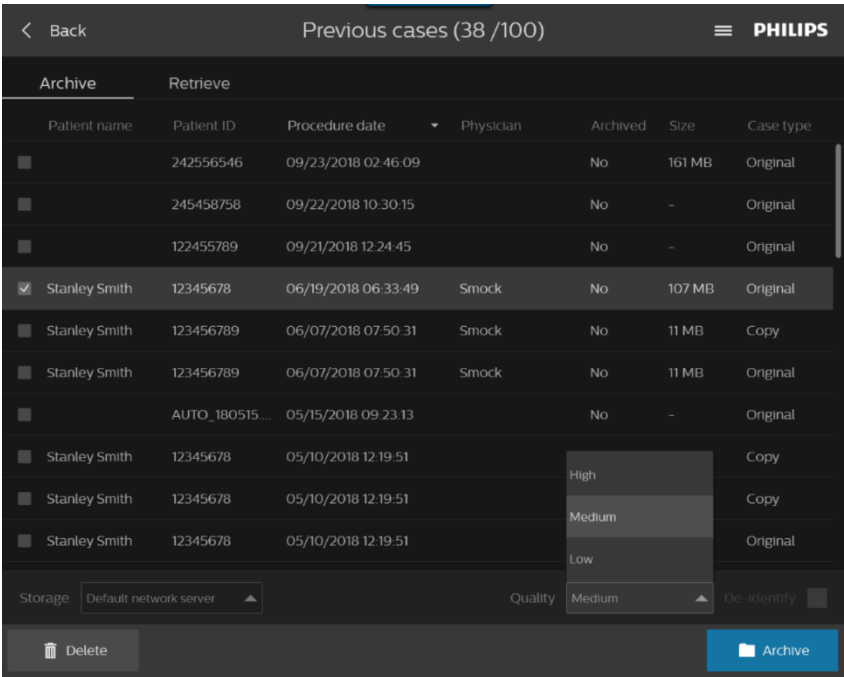 Back Previous cases (38 /100) PHILIPS
Archive Retrieve
Patient name Patient ID Procedure date Physician Archived Size Case type
242556546 09/23/2018 02:46:09 No 161 MB Original
245458758 09/22/2018 10:30:15 No - Original
122455789 09/21/2018 12:24:45 No - Original
Stanley Smith 12345678 06/19/2018 06:33:49 Smock No 107 MB Original
Stanley Smith 123456789 06/07/2018 07:50:31 Smock No 11 MB Copy
Stanley Smith 123456789 06/07/2018 07:50:31 Smock No 11 MB Original
AUTO_180515.... 05/15/2018 09:23:13 No - Original
Stanley Smith 12345678 05/10/2018 12:19:51 Copy
High
Stanley Smith 12345678 05/10/2018 12:19:51 Copy
Medium
Stanley Smith 12345678 05/10/2018 12:19:51 Original
Low
Storage Default network server Quality Medium De-identify
Delete Archive